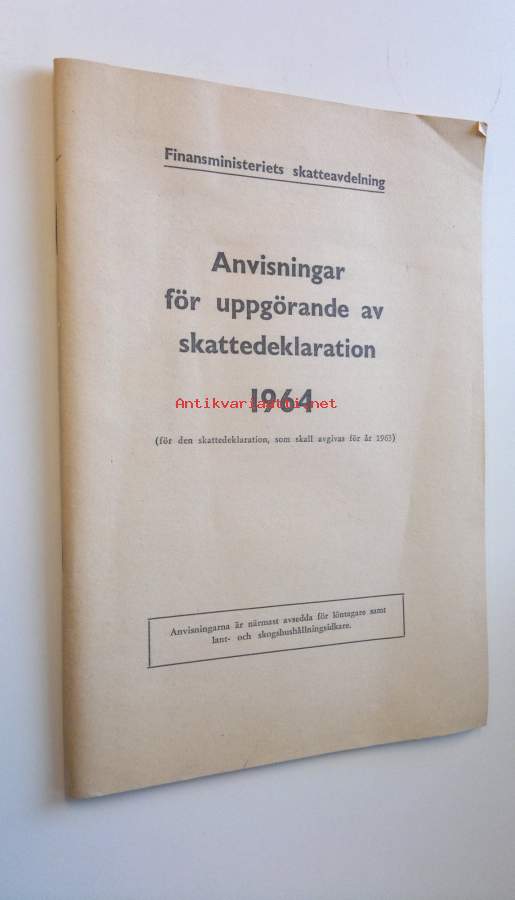 Finansministeriets skatteavdelning
Anvisningar
för uppgörande av
skattedeklaration
1964
Antikvariaatti.net
(för den skattedeklaration, som skall avgivas för år 1963)
Anvisningarna är närmast avsedda för löntagare samt
lant- och skogshushållningsidkare.